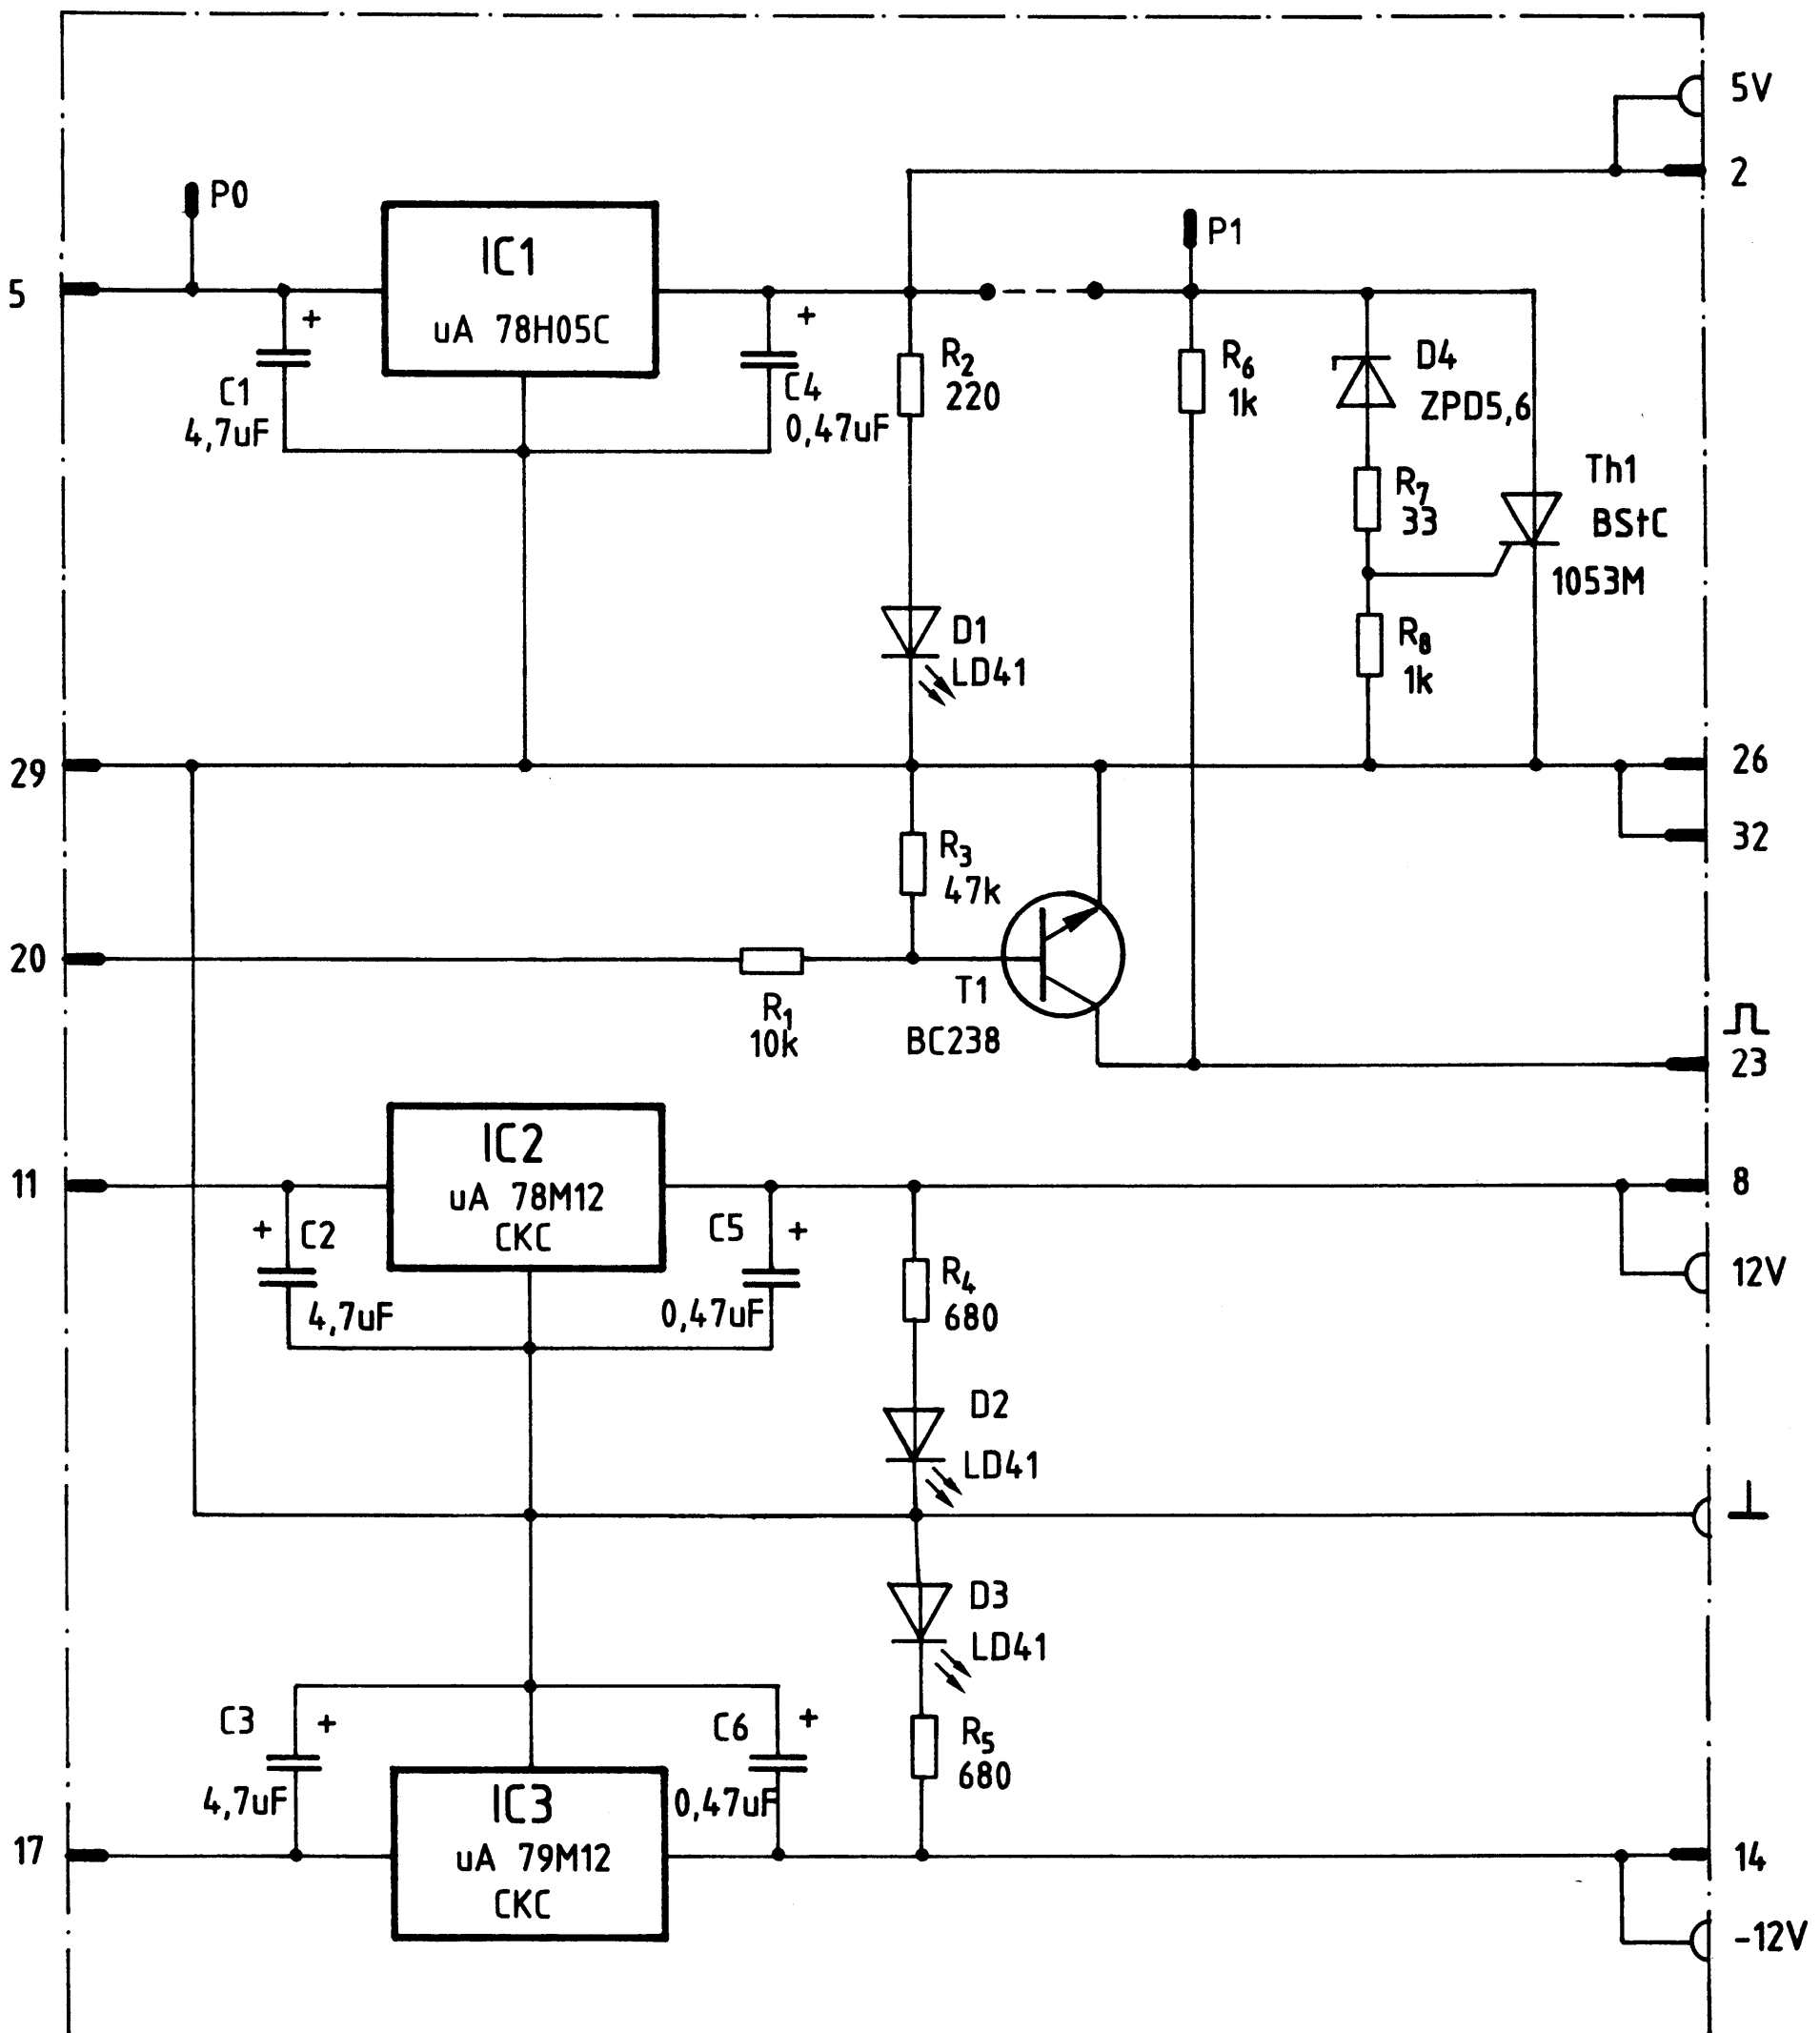 5V
2
P0
P1
5
IC1
uA 78H05C
+
+
C1
4,7uF
C4
0,47uF
R2
220
R6
1k
D4
ZPD5,6
R7
33
Th1
BStC
1053M
R8
1k
D1
LD41
29
26
32
R3
47k
20
R1
10k
T1
BC238
23
11
IC2
uA 78M12
CKC
8
+
C2
4,7uF
C5
+
0,47uF
R4
680
12V
D2
LD41
D3
LD41
C3
+
4,7uF
C6
+
0,47uF
R5
680
17
IC3
uA 79M12
CKC
14
-12V